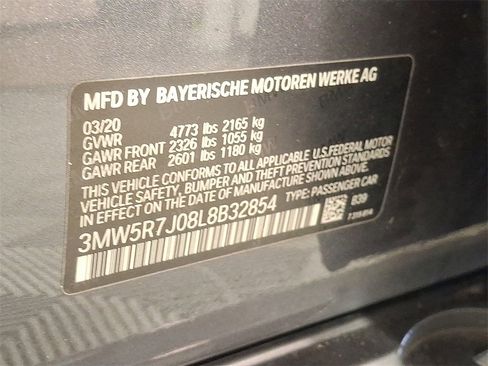 MFD BY BAYERISCHE MOTOREN WERKE AG
03/20
GVWR 4773 lbs 2165 kg
GAWR FRONT 2326 lbs 1055 kg
GAWR REAR 2601 lbs 1180 kg
THIS VEHICLE CONFORMS TO ALL APPLICABLE U.S. FEDERAL MOTOR
VEHICLE SAFETY, BUMPER AND THEFT PREVENTION STANDARDS
IN EFFECT ON THE DATE OF MANUFACTURE SHOWN ABOVE.
3MW5R7J08L8B32854 TYPE: PASSENGER CAR
B39